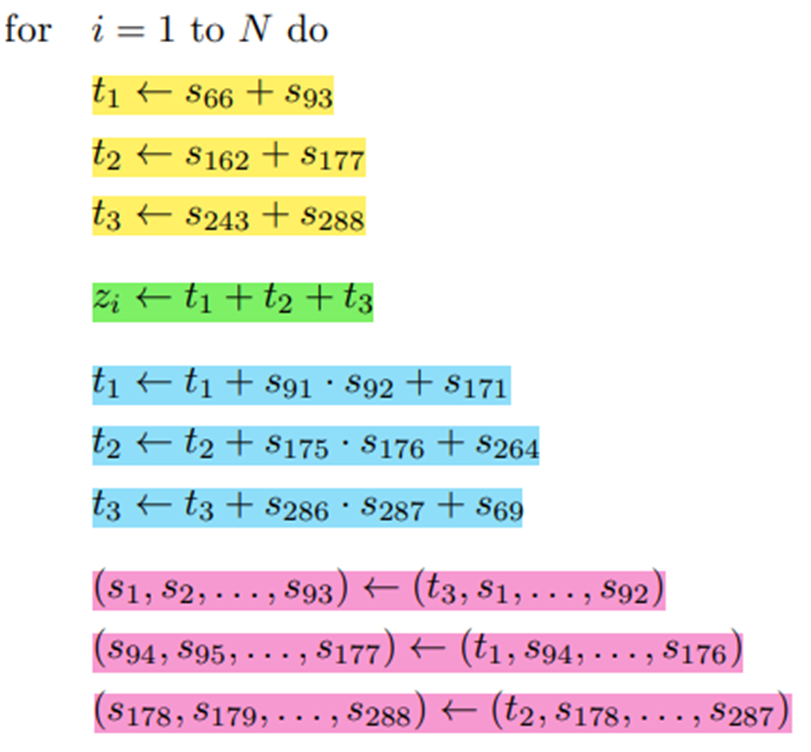 for i = 1 to N do
t₁ ← s₆₆ + s₉₃
t₂ ← s₁₆₂ + s₁₇₇
t₃ ← s₂₄₃ + s₂₈₈
zᵢ ← t₁ + t₂ + t₃
t₁ ← t₁ + s₉₁ · s₉₂ + s₁₇₁
t₂ ← t₂ + s₁₇₅ · s₁₇₆ + s₂₆₄
t₃ ← t₃ + s₂₈₆ · s₂₈₇ + s₆₉
(s₁, s₂, . . . , s₉₃) ← (t₃, s₁, . . . , s₉₂)
(s₉₄, s₉₅, . . . , s₁₇₇) ← (t₁, s₉₄, . . . , s₁₇₆)
(s₁₇₈, s₁₇₉, . . . , s₂₈₈) ← (t₂, s₁₇₈, . . . , s₂₈₇)